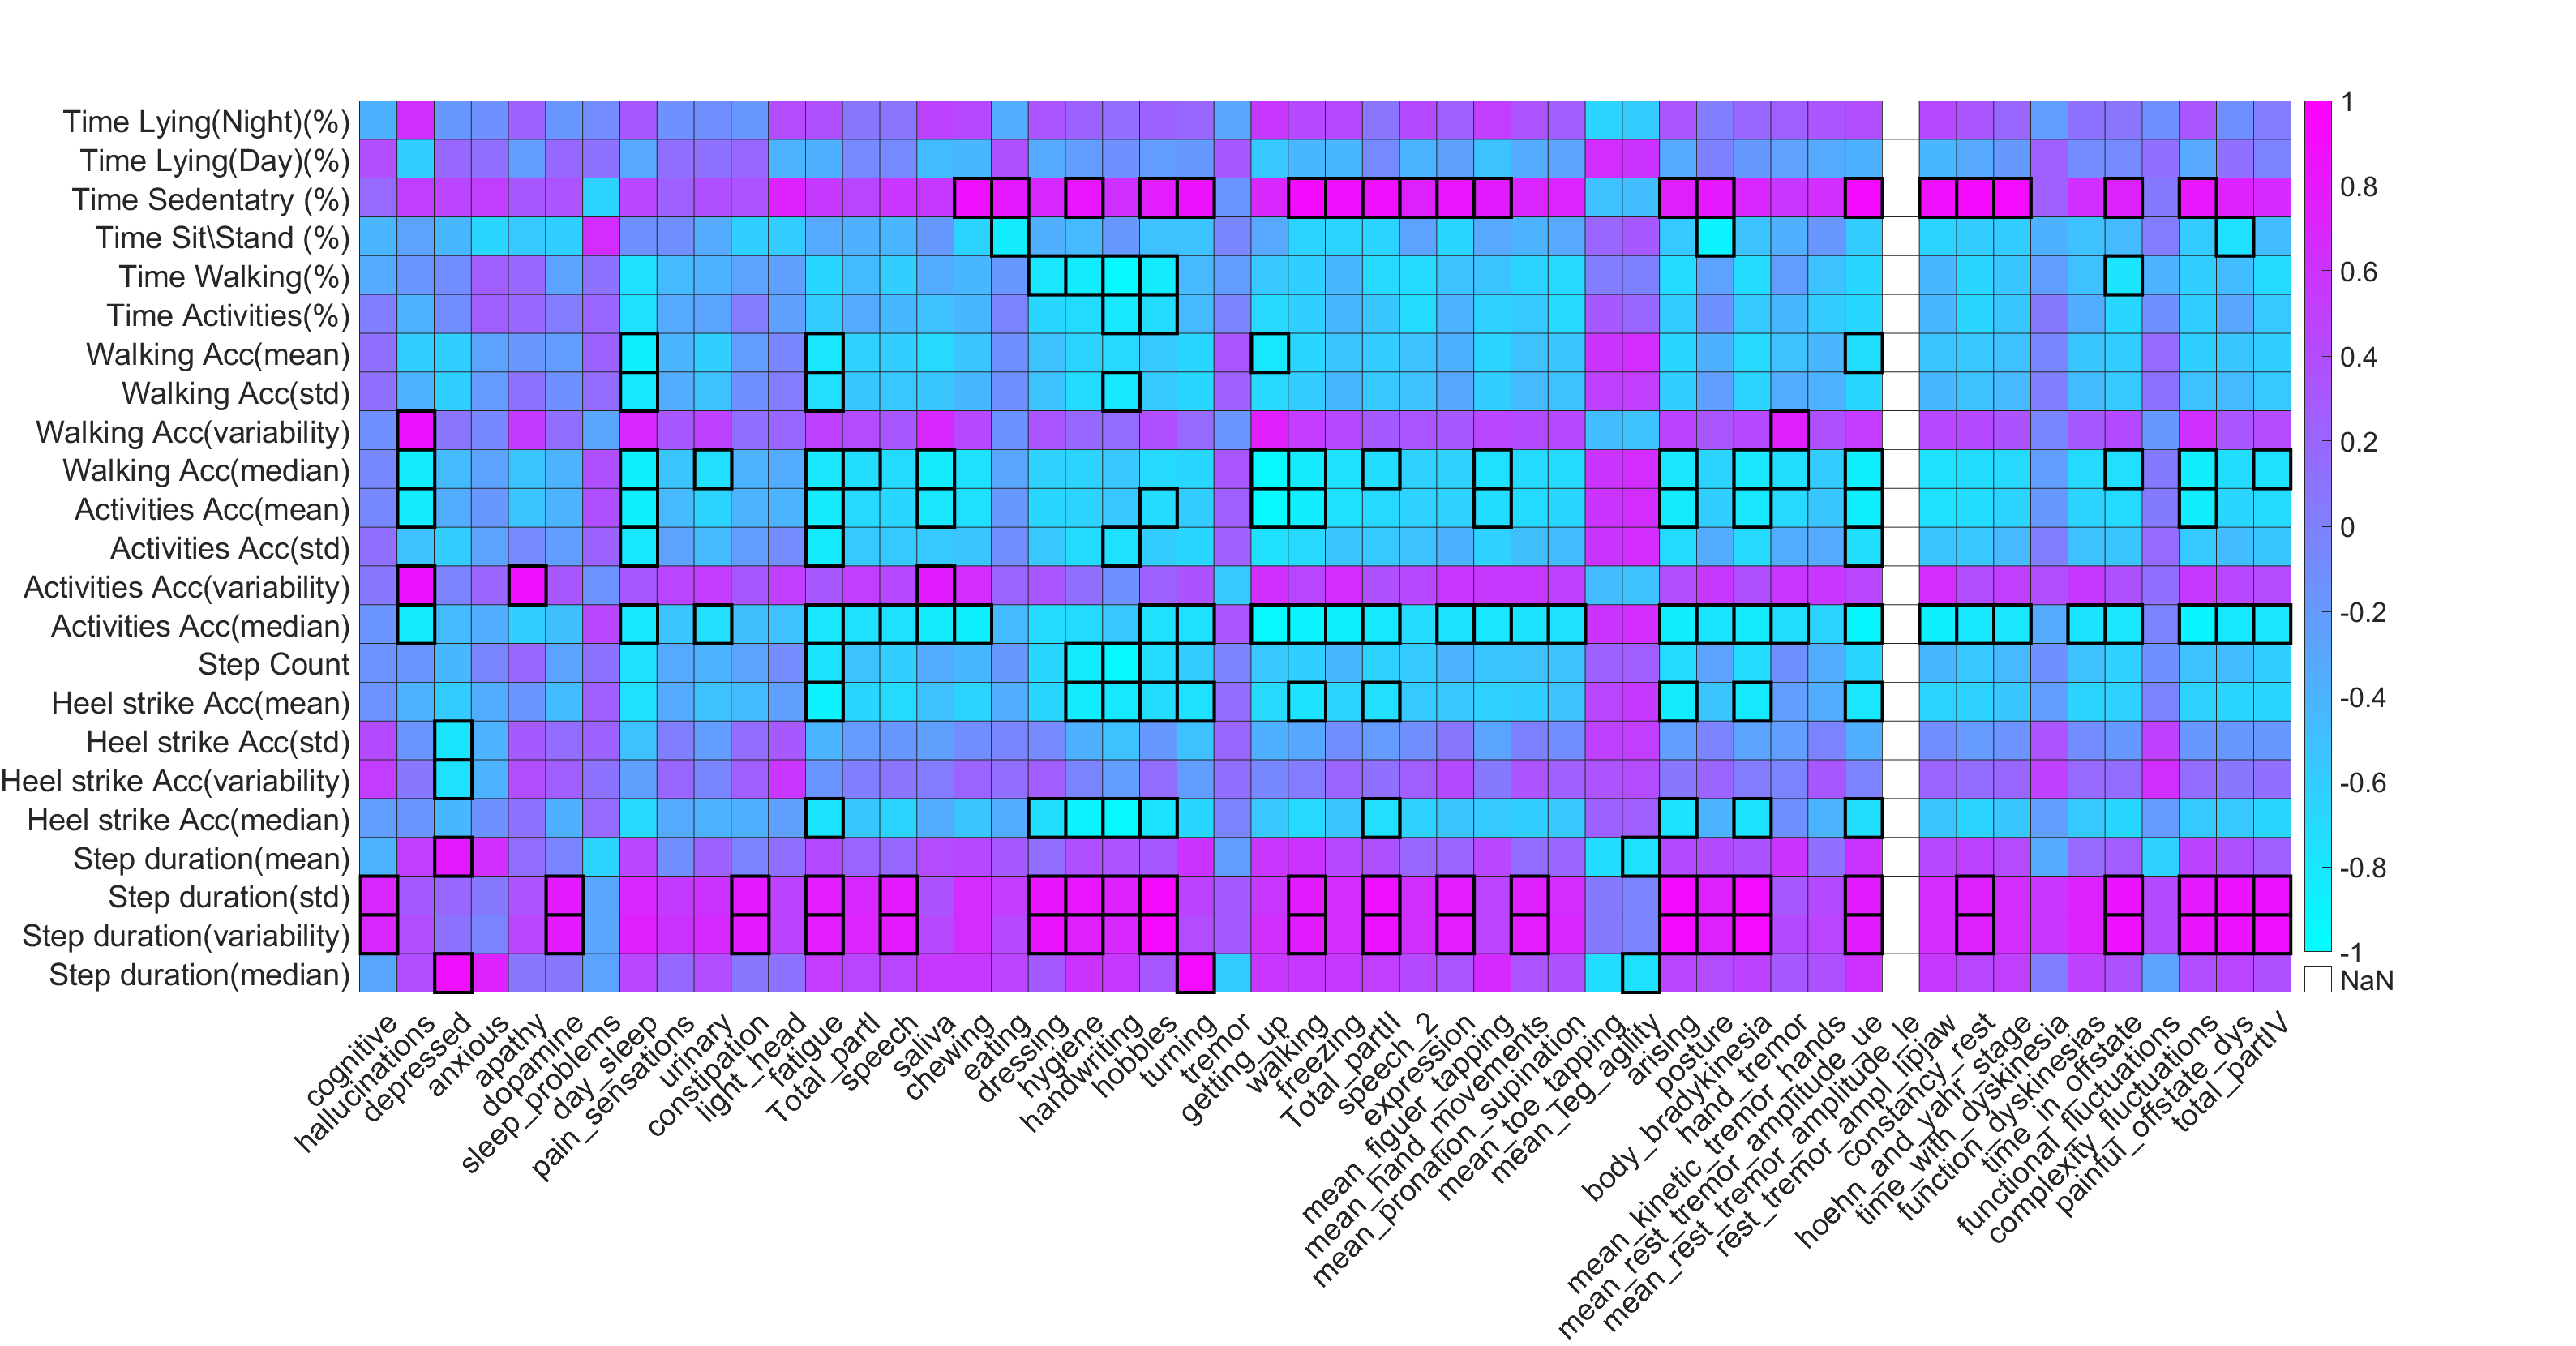 Time Lying(Night)(%)
Time Lying(Day)(%)
Time Sedentatry (%)
Time Sit\Stand (%)
Time Walking(%)
Time Activities(%)
Walking Acc(mean)
Walking Acc(std)
Walking Acc(variability)
Walking Acc(median)
Activities Acc(mean)
Activities Acc(std)
Activities Acc(variability)
Activities Acc(median)
Step Count
Heel strike Acc(mean)
Heel strike Acc(std)
Heel strike Acc(variability)
Heel strike Acc(median)
Step duration(mean)
Step duration(std)
Step duration(variability)
Step duration(median)
cognitive
hallucinations
depressed
anxious
apathy
dopamine
sleep_problems
day_sleep
pain_sensations
urinary
constipation
light_head
fatigue
Total_partI
speech
saliva
chewing
eating
dressing
hygiene
handwriting
hobbies
turning
tremor
getting_up
walking
freezing
Total_partII
speech_2
expression
mean_figuer_tapping
mean_hand_movements
mean_pronation_supination
mean_toe_tapping
mean_leg_agility
arising
posture
body_bradykinesia
hand_tremor
mean_kinetic_tremor_hands
mean_rest_tremor_amplitude_ue
mean_rest_tremor_amplitude_le
rest_tremor_ampl_lipjaw
constancy_rest
hoehn_and_yahr_stage
time_with_dyskinesia
function_dyskinesias
time_in_offstate
functional_fluctuations
complexity_fluctuations
painful_offstate_dys
total_partIV
1
0.8
0.6
0.4
0.2
0
-0.2
-0.4
-0.6
-0.8
-1
NaN